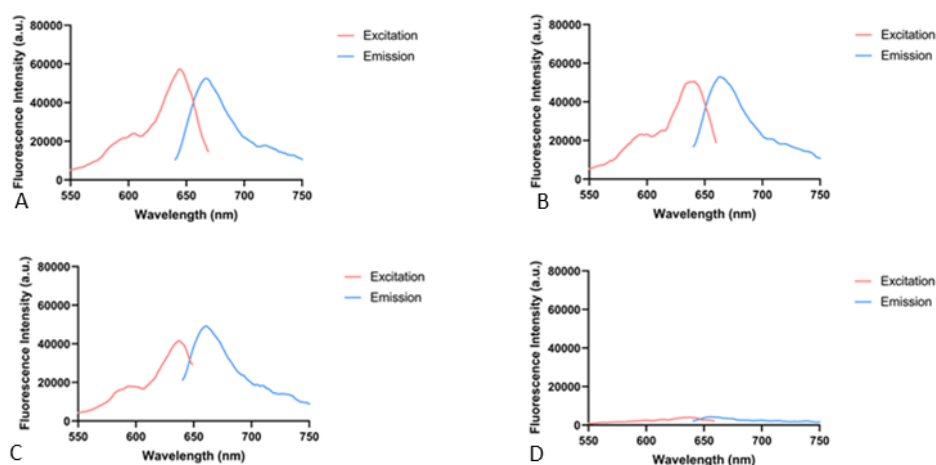 Fluorescence Intensity (a.u.)
80000
60000
40000
20000
0
550 600 650 700 750
Wavelength (nm)
Excitation
Emission
A
Fluorescence Intensity (a.u.)
80000
60000
40000
20000
0
550 600 650 700 750
Wavelength (nm)
Excitation
Emission
B
Fluorescence Intensity (a.u.)
80000
60000
40000
20000
0
550 600 650 700 750
Wavelength (nm)
Excitation
Emission
C
Fluorescence Intensity (a.u.)
80000
60000
40000
20000
0
550 600 650 700 750
Wavelength (nm)
Excitation
Emission
D